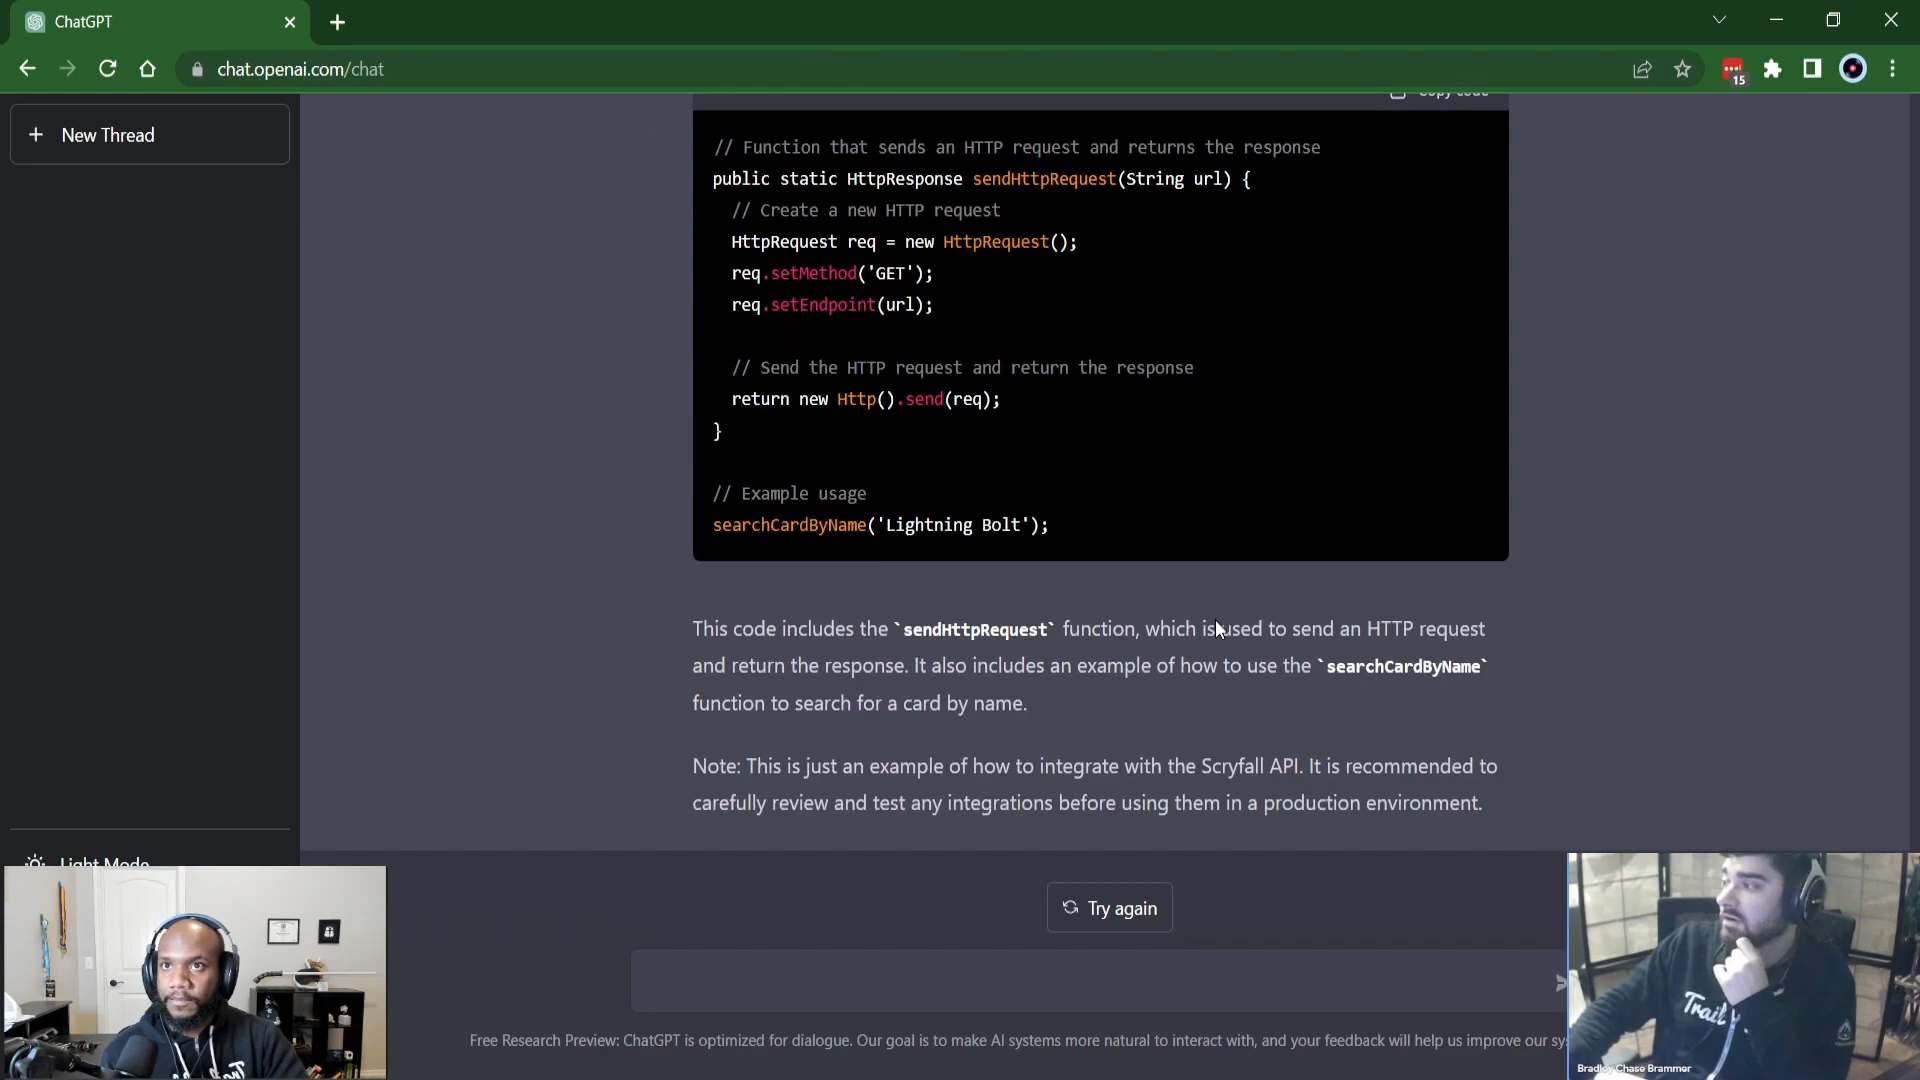 ChatGPT
chat.openai.com/chat
15
New Thread
Copy code
// Function that sends an HTTP request and returns the response
public static HttpResponse sendHttpRequest(String url) {
// Create a new HTTP request
HttpRequest req = new HttpRequest();
req.setMethod('GET');
req.setEndpoint(url);
// Send the HTTP request and return the response
return new Http().send(req);
}
// Example usage
searchCardByName('Lightning Bolt');
This code includes the `sendHttpRequest` function, which is used to send an HTTP request
and return the response. It also includes an example of how to use the `searchCardByName`
function to search for a card by name.
Note: This is just an example of how to integrate with the Scryfall API. It is recommended to
carefully review and test any integrations before using them in a production environment.
Light Mode
Try again
Free Research Preview: ChatGPT is optimized for dialogue. Our goal is to make AI systems more natural to interact with, and your feedback will help us improve our sy
Trail
Bradley Chase Brammer